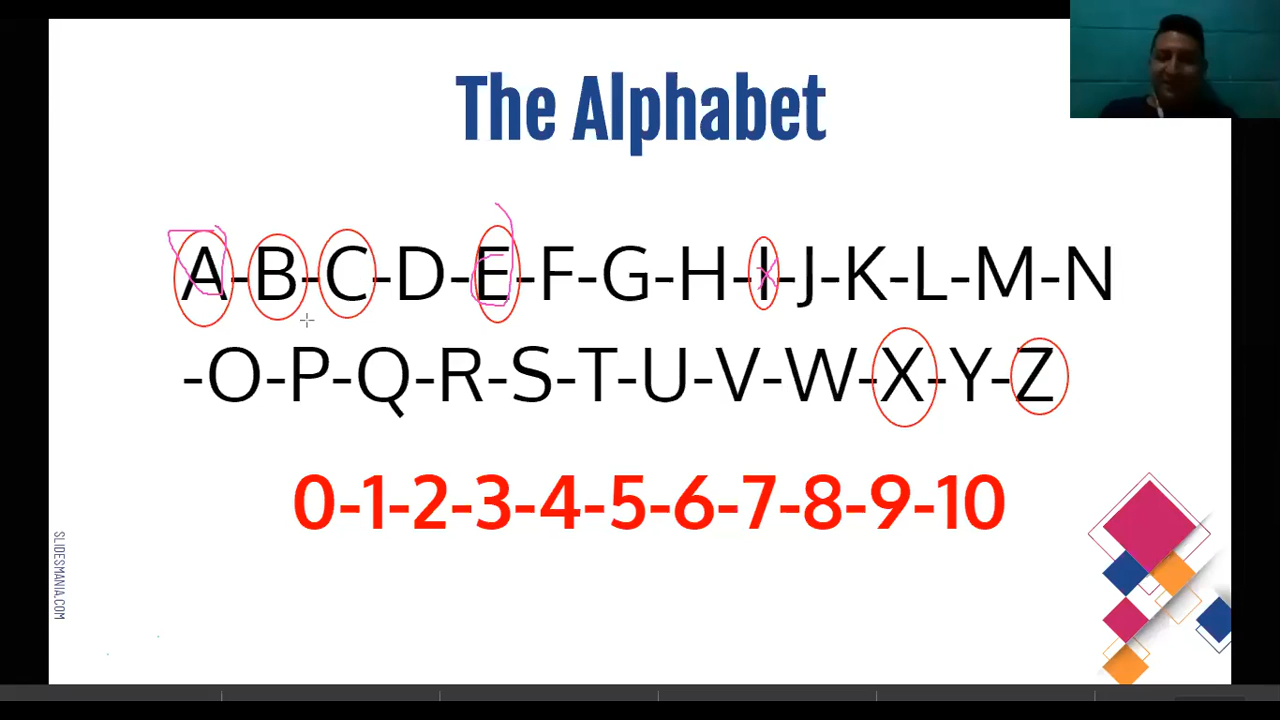 The Alphabet
A-B-C-D-E-F-G-H-I-J-K-L-M-N
-O-P-Q-R-S-T-U-V-W-X-Y-Z
0-1-2-3-4-5-6-7-8-9-10
SLIDESMANIA.COM